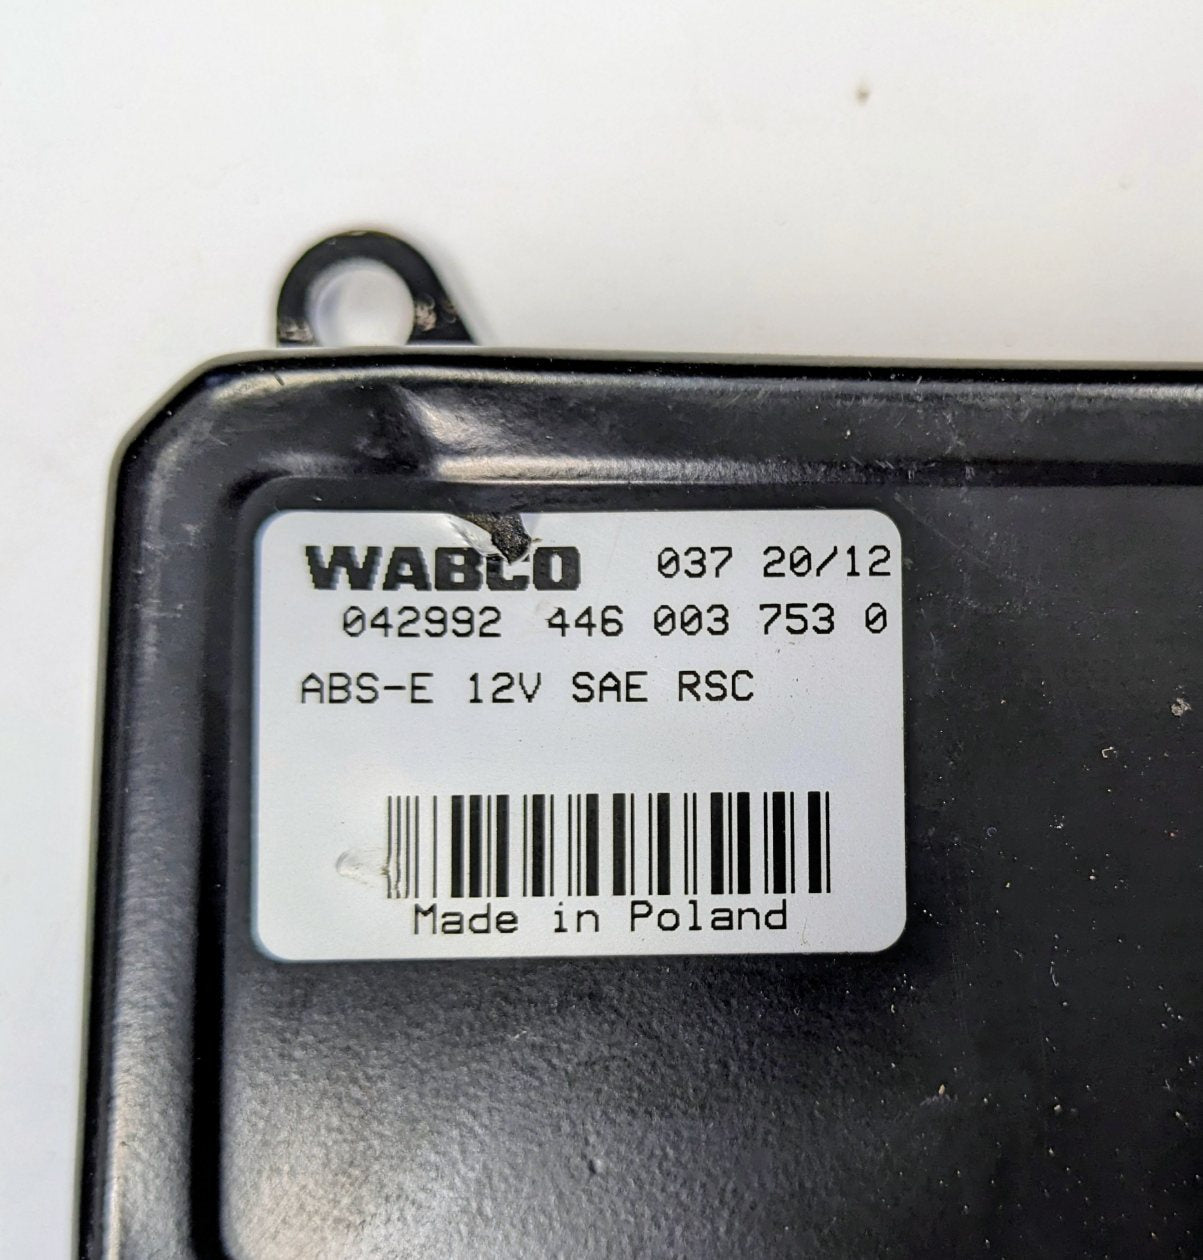 WABCO 037 20/12
042992 446 003 753 0
ABS-E 12V SAE RSC
Made in Poland